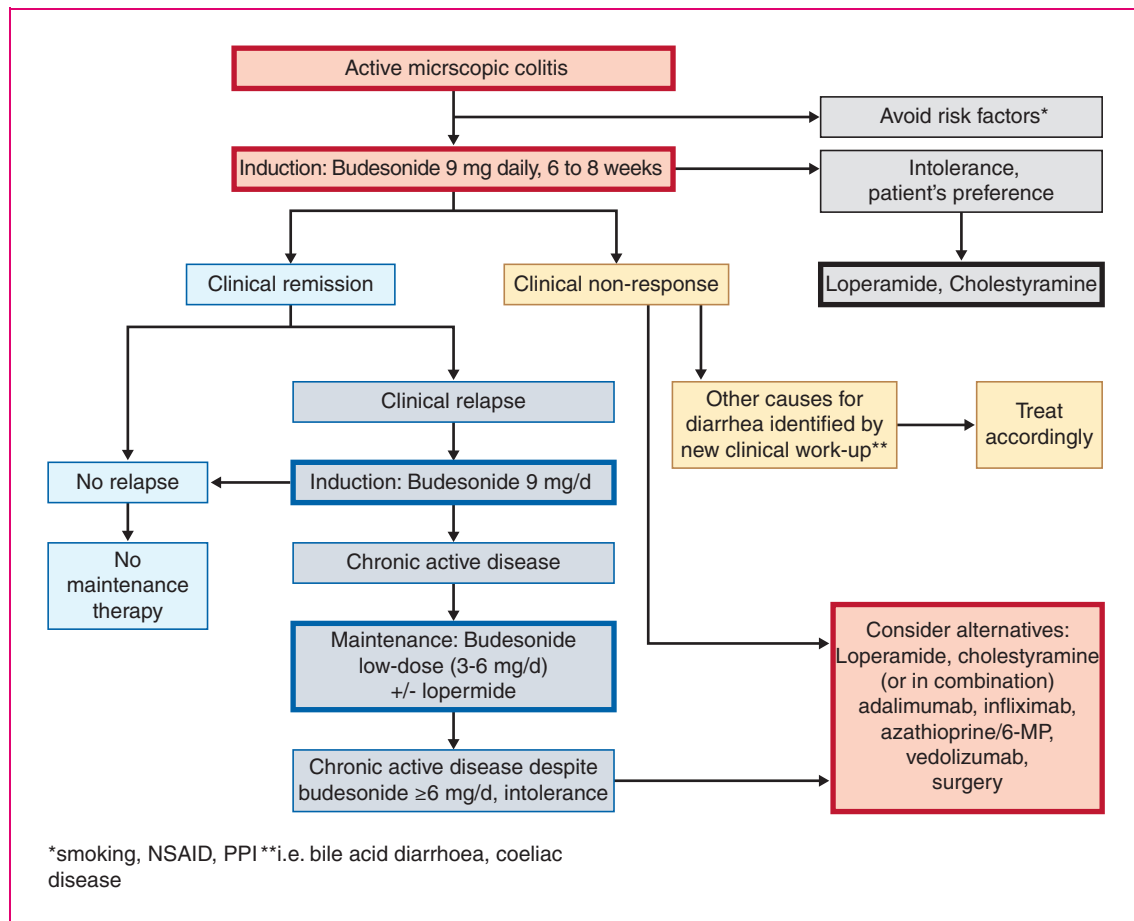 Active micrscopic colitis
Avoid risk factors*
Induction: Budesonide 9 mg daily, 6 to 8 weeks
Intolerance,
patient's preference
Clinical remission
Clinical non-response
Loperamide, Cholestyramine
Clinical relapse
Other causes for
diarrhea identified by
new clinical work-up**
Treat
accordingly
No relapse
Induction: Budesonide 9 mg/d
No
maintenance
therapy
Chronic active disease
Maintenance: Budesonide
low-dose (3-6 mg/d)
+/- lopermide
Consider alternatives:
Loperamide, cholestyramine
(or in combination)
adalimumab, infliximab,
azathioprine/6-MP,
vedolizumab,
surgery
Chronic active disease despite
budesonide ≥6 mg/d, intolerance
*smoking, NSAID, PPI **i.e. bile acid diarrhoea, coeliac
disease